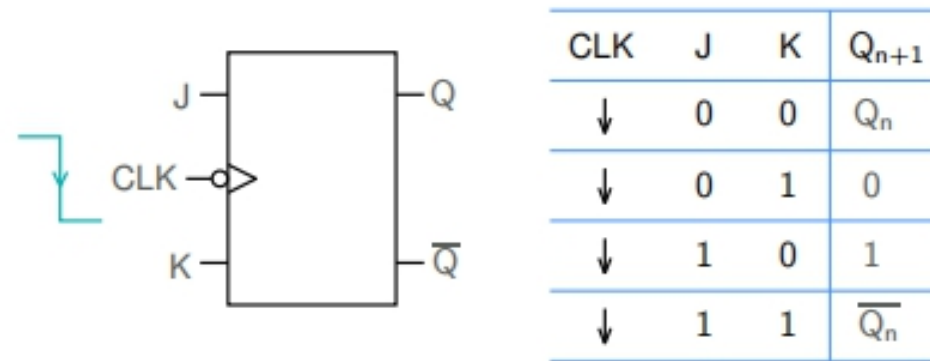 J
Q
CLK
K
Q̅
CLK J K Qₙ₊₁
↓ 0 0 Qₙ
↓ 0 1 0
↓ 1 0 1
↓ 1 1 Q̅ₙ̅